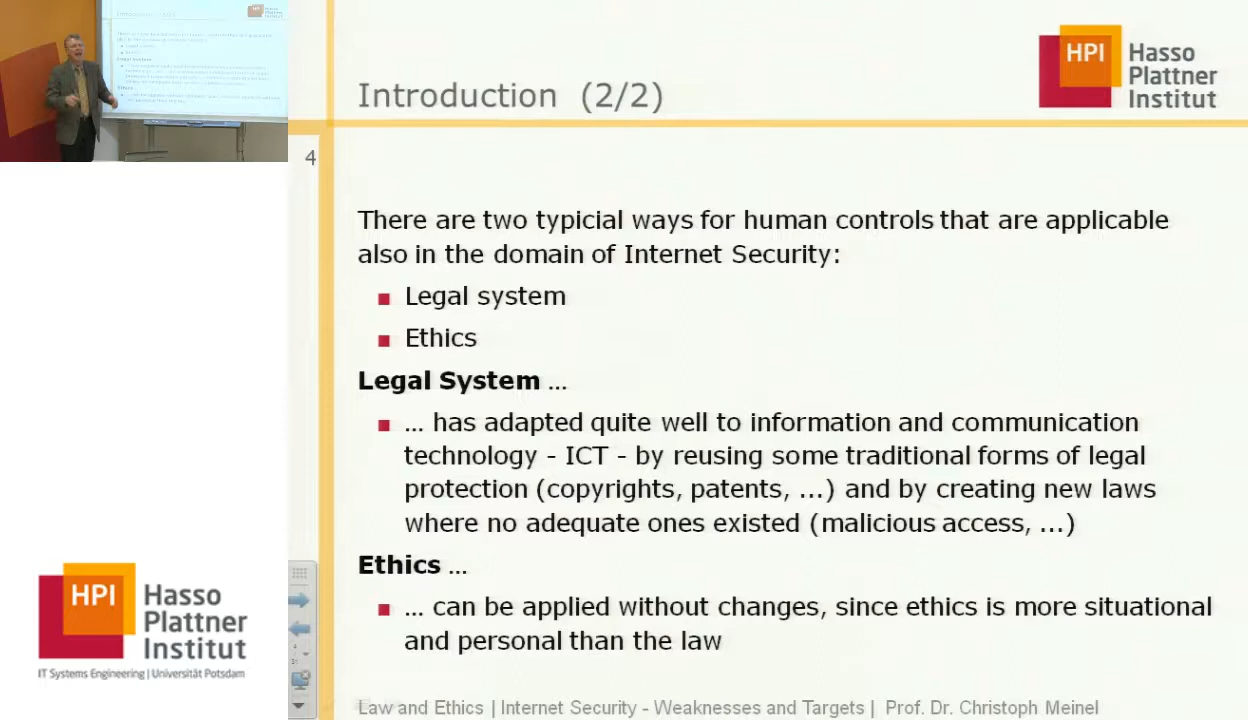 Introduction (2/2)
HPI Hasso
Plattner
Institut
4
There are two typicial ways for human controls that are applicable
also in the domain of Internet Security:
Legal system
Ethics
Legal System ...
... has adapted quite well to information and communication
technology - ICT - by reusing some traditional forms of legal
protection (copyrights, patents, ...) and by creating new laws
where no adequate ones existed (malicious access, ...)
Ethics ...
... can be applied without changes, since ethics is more situational
and personal than the law
HPI Hasso
Plattner
Institut
IT Systems Engineering | Universität Potsdam
Law and Ethics | Internet Security - Weaknesses and Targets | Prof. Dr. Christoph Meinel